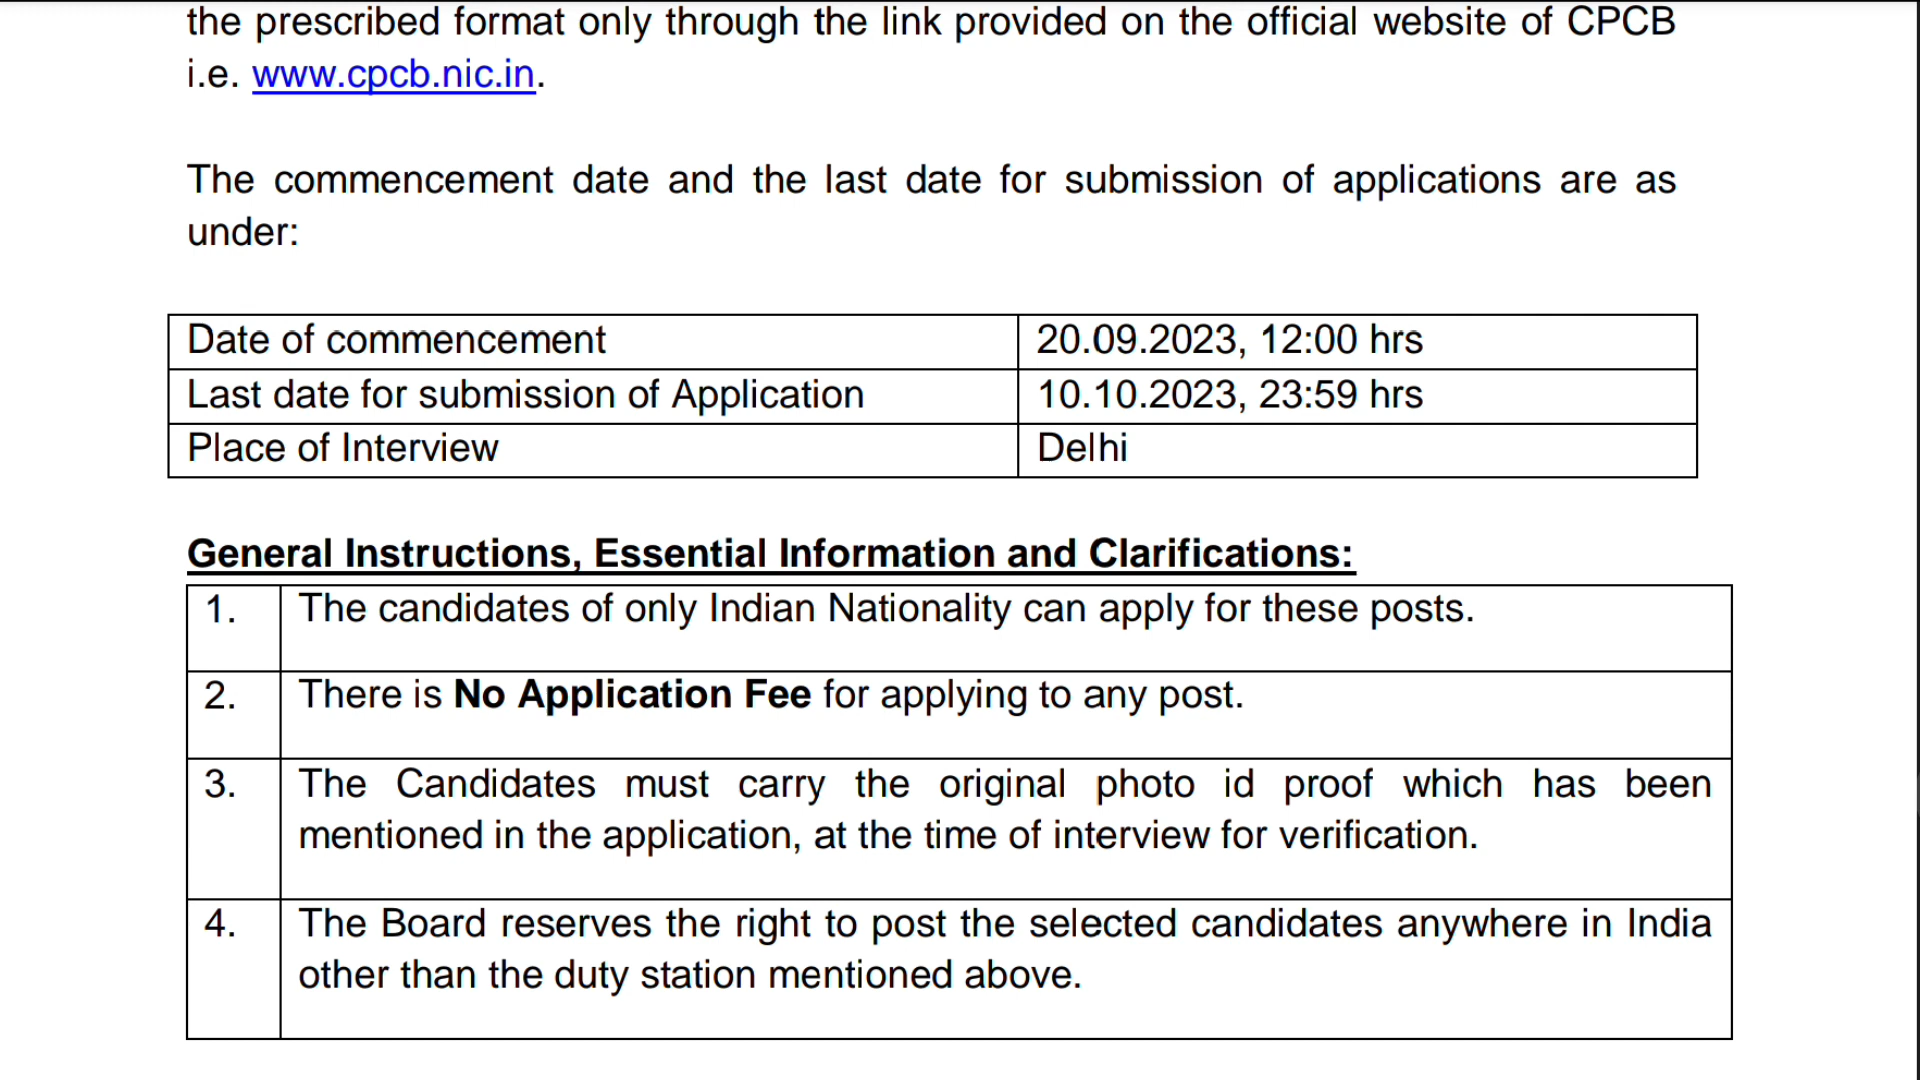 the prescribed format only through the link provided on the official website of CPCB
i.e. www.cpcb.nic.in.
The commencement date and the last date for submission of applications are as
under:
Date of commencement 20.09.2023, 12:00 hrs
Last date for submission of Application 10.10.2023, 23:59 hrs
Place of Interview Delhi
General Instructions, Essential Information and Clarifications:
1. The candidates of only Indian Nationality can apply for these posts.
2. There is No Application Fee for applying to any post.
3. The Candidates must carry the original photo id proof which has been
mentioned in the application, at the time of interview for verification.
4. The Board reserves the right to post the selected candidates anywhere in India
other than the duty station mentioned above.